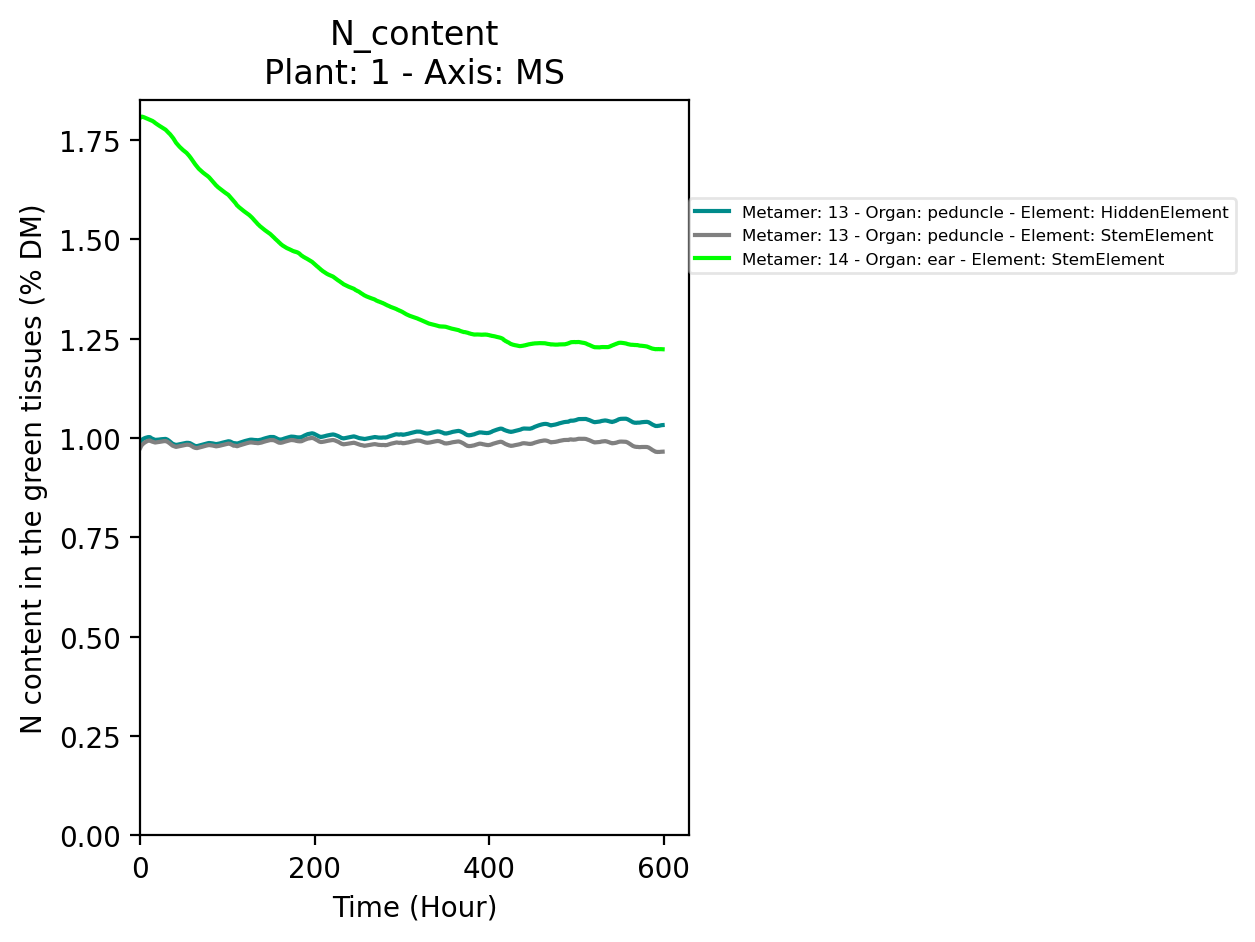 N_content
Plant: 1 - Axis: MS
N content in the green tissues (% DM)
1.75
1.50
1.25
1.00
0.75
0.50
0.25
0.00
0
200
400
600
Time (Hour)
Metamer: 13 - Organ: peduncle - Element: HiddenElement
Metamer: 13 - Organ: peduncle - Element: StemElement
Metamer: 14 - Organ: ear - Element: StemElement